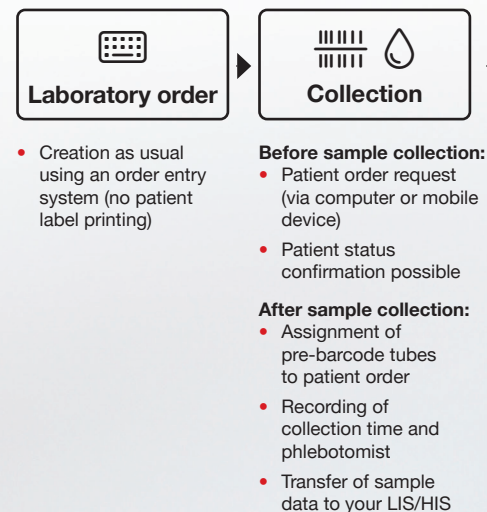 Laboratory order
• Creation as usual
using an order entry
system (no patient
label printing)
Collection
Before sample collection:
• Patient order request
(via computer or mobile
device)
• Patient status
confirmation possible
After sample collection:
• Assignment of
pre-barcode tubes
to patient order
• Recording of
collection time and
phlebotomist
• Transfer of sample
data to your LIS/HIS